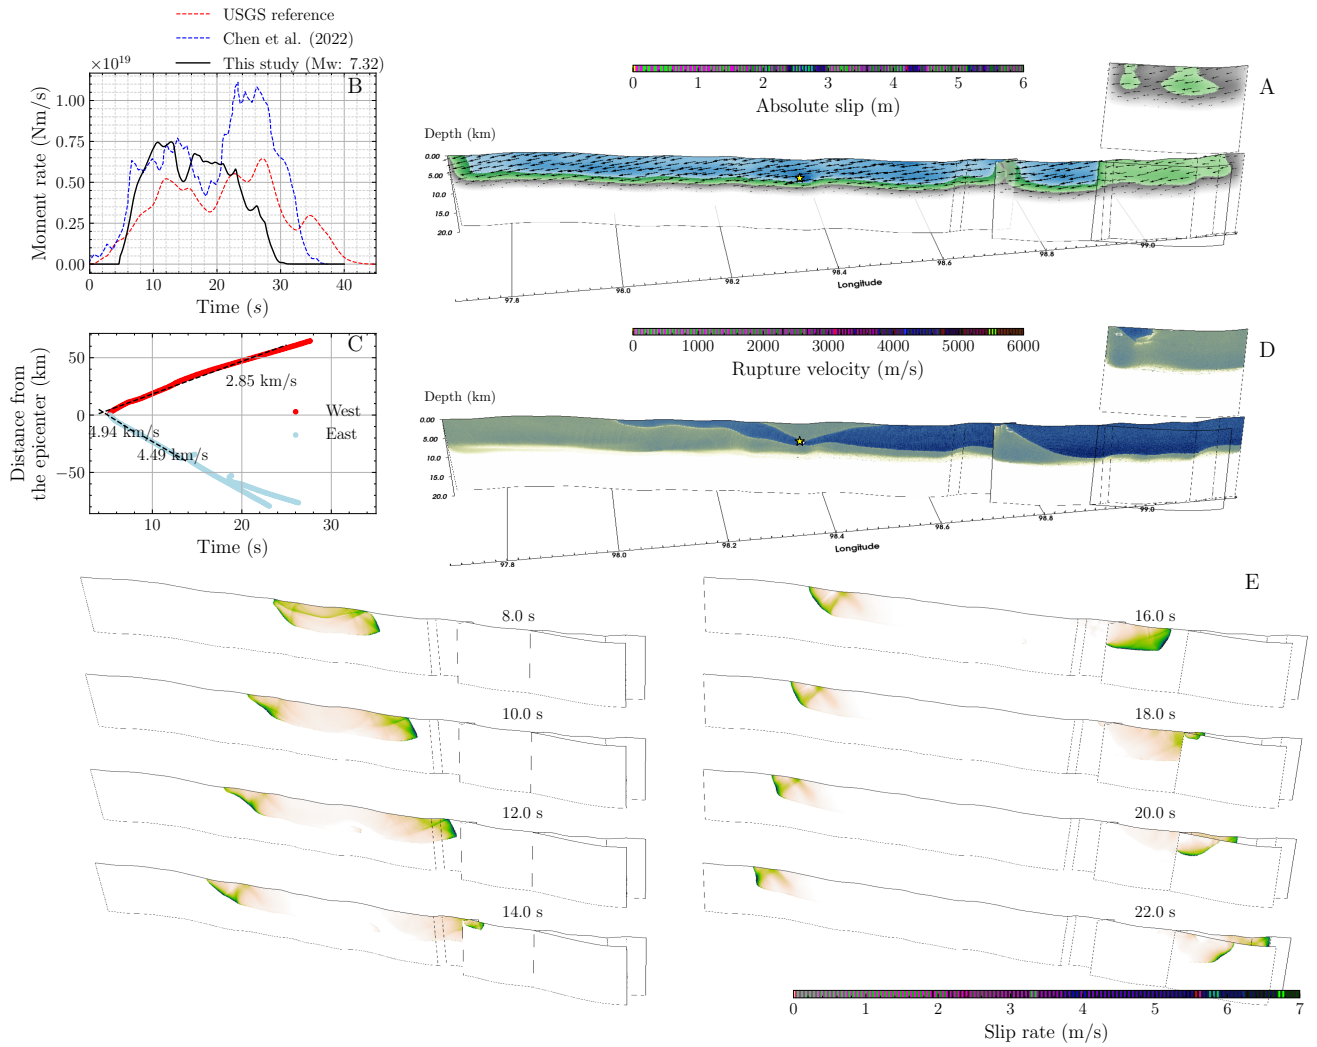 USGS reference
Chen et al. (2022)
This study (Mw: 7.32)
×10¹⁹
B
1.00
0.75
0.50
0.25
0.00
Moment rate (Nm/s)
0 10 20 30 40
Time (s)
0 1 2 3 4 5 6
Absolute slip (m)
A
Depth (km)
0.00
5.00
10.0
15.0
20.0
97.8 98.0 98.2 98.4 98.6 98.8 99.0
Longitude
C
50
0
−50
Distance from
the epicenter (km)
2.85 km/s
West
East
4.94 km/s
4.49 km/s
10 20 30
Time (s)
0 1000 2000 3000 4000 5000 6000
Rupture velocity (m/s)
D
Depth (km)
0.00
5.00
10.0
15.0
20.0
97.8 98.0 98.2 98.4 98.6 98.8 99.0
Longitude
E
8.0 s
10.0 s
12.0 s
14.0 s
16.0 s
18.0 s
20.0 s
22.0 s
0 1 2 3 4 5 6 7
Slip rate (m/s)